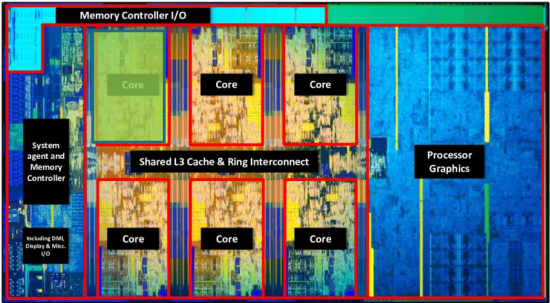 Memory Controller I/O
Core
Core
Core
System
agent and
Memory
Controller
Shared L3 Cache & Ring Interconnect
Processor
Graphics
Including DMI,
Display & Misc.
I/O
Core
Core
Core